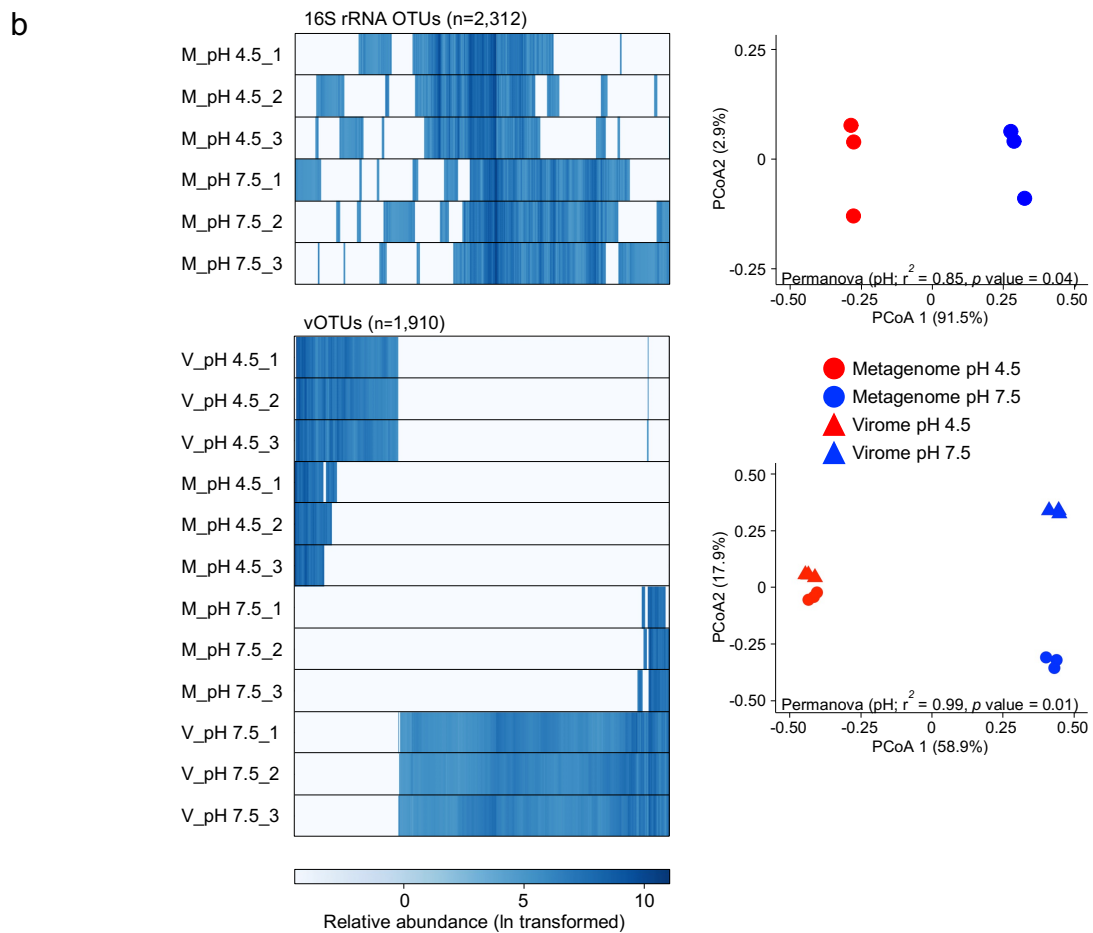 b
16S rRNA OTUs (n=2,312)
M_pH 4.5_1
M_pH 4.5_2
M_pH 4.5_3
M_pH 7.5_1
M_pH 7.5_2
M_pH 7.5_3
0.25
0
-0.25
PCoA2 (2.9%)
Permanova (pH; r² = 0.85, p value = 0.04)
-0.50 -0.25 0 0.25 0.50
PCoA 1 (91.5%)
vOTUs (n=1,910)
V_pH 4.5_1
V_pH 4.5_2
V_pH 4.5_3
M_pH 4.5_1
M_pH 4.5_2
M_pH 4.5_3
M_pH 7.5_1
M_pH 7.5_2
M_pH 7.5_3
V_pH 7.5_1
V_pH 7.5_2
V_pH 7.5_3
Metagenome pH 4.5
Metagenome pH 7.5
Virome pH 4.5
Virome pH 7.5
0.50
0.25
0
-0.25
-0.50
PCoA2 (17.9%)
Permanova (pH; r² = 0.99, p value = 0.01)
-0.50 -0.25 0 0.25 0.50
PCoA 1 (58.9%)
0 5 10
Relative abundance (ln transformed)